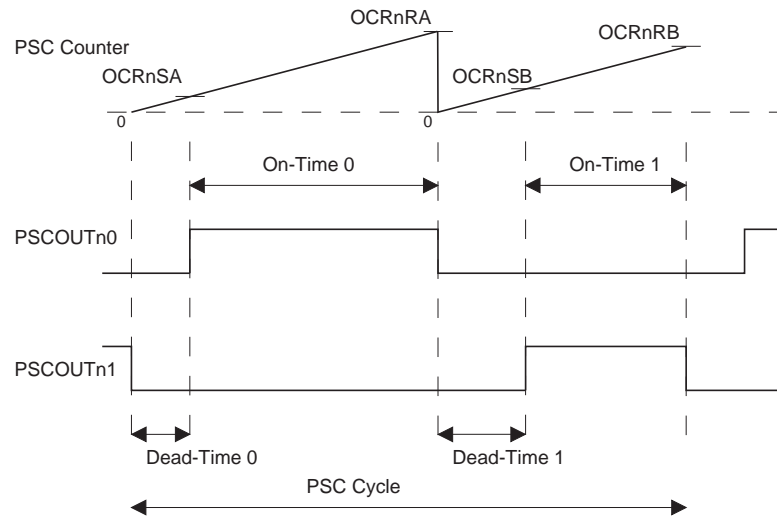 OCRnRA
OCRnRB
PSC Counter
OCRnSA
OCRnSB
0
0
On-Time 0
On-Time 1
PSCOUTn0
PSCOUTn1
Dead-Time 0
Dead-Time 1
PSC Cycle